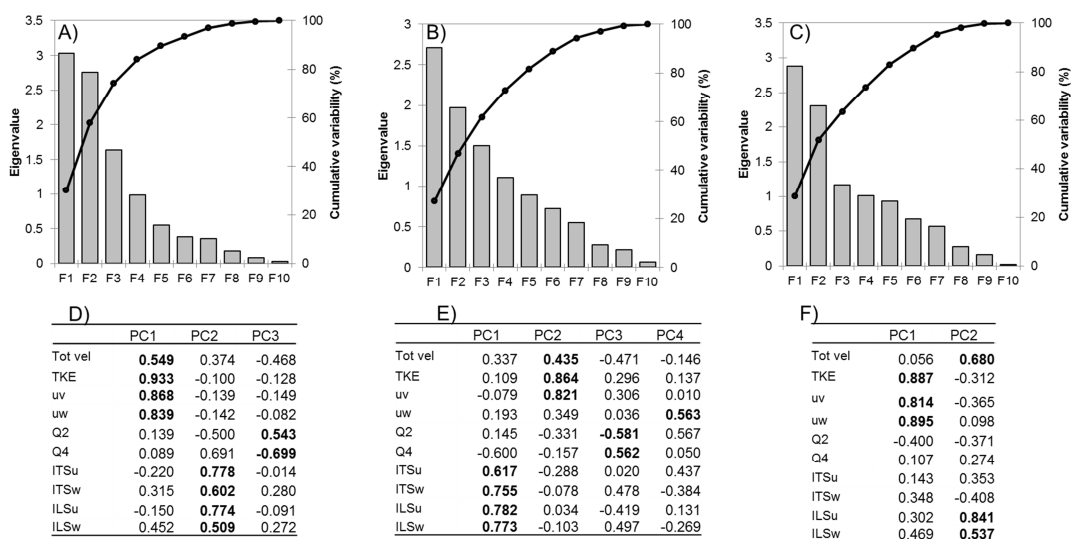 A)
3.5
3
2.5
2
1.5
1
0.5
0
Eigenvalue
100
80
60
40
20
0
Cumulative variability (%)
F1 F2 F3 F4 F5 F6 F7 F8 F9 F10
B)
3
2.5
2
1.5
1
0.5
0
Eigenvalue
100
80
60
40
20
0
Cumulative variability (%)
F1 F2 F3 F4 F5 F6 F7 F8 F9 F10
C)
3.5
3
2.5
2
1.5
1
0.5
0
Eigenvalue
100
80
60
40
20
0
Cumulative variability (%)
F1 F2 F3 F4 F5 F6 F7 F8 F9 F10
D)
PC1 PC2 PC3
Tot vel 0.549 0.374 -0.468
TKE 0.933 -0.100 -0.128
uv 0.868 -0.139 -0.149
uw 0.839 -0.142 -0.082
Q2 0.139 -0.500 0.543
Q4 0.089 0.691 -0.699
ITSu -0.220 0.778 -0.014
ITSw 0.315 0.602 0.280
ILSu -0.150 0.774 -0.091
ILSw 0.452 0.509 0.272
E)
PC1 PC2 PC3 PC4
Tot vel 0.337 0.435 -0.471 -0.146
TKE 0.109 0.864 0.296 0.137
uv -0.079 0.821 0.306 0.010
uw 0.193 0.349 0.036 0.563
Q2 0.145 -0.331 -0.581 0.567
Q4 -0.600 -0.157 0.562 0.050
ITSu 0.617 -0.288 0.020 0.437
ITSw 0.755 -0.078 0.478 -0.384
ILSu 0.782 0.034 -0.419 0.131
ILSw 0.773 -0.103 0.497 -0.269
F)
PC1 PC2
Tot vel 0.056 0.680
TKE 0.887 -0.312
uv 0.814 -0.365
uw 0.895 0.098
Q2 -0.400 -0.371
Q4 0.107 0.274
ITSu 0.143 0.353
ITSw 0.348 -0.408
ILSu 0.302 0.841
ILSw 0.469 0.537